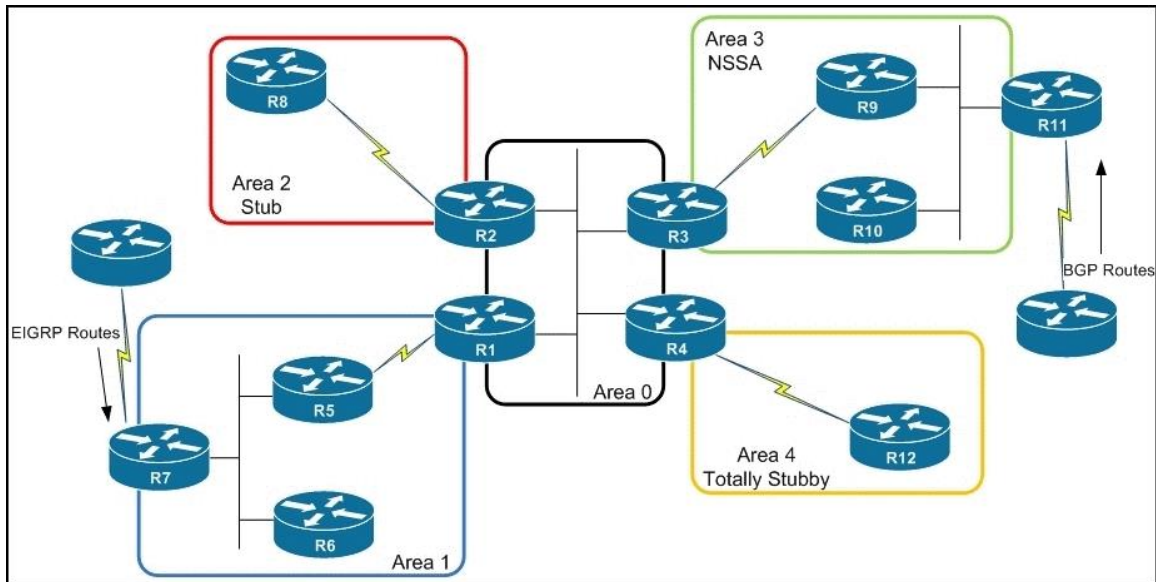 Area 3
NSSA
R8
R9
R11
Area 2
Stub
R2
R3
R10
BGP Routes
EIGRP Routes
R1
R4
R5
Area 0
R7
Area 4
Totally Stubby
R12
R6
Area 1